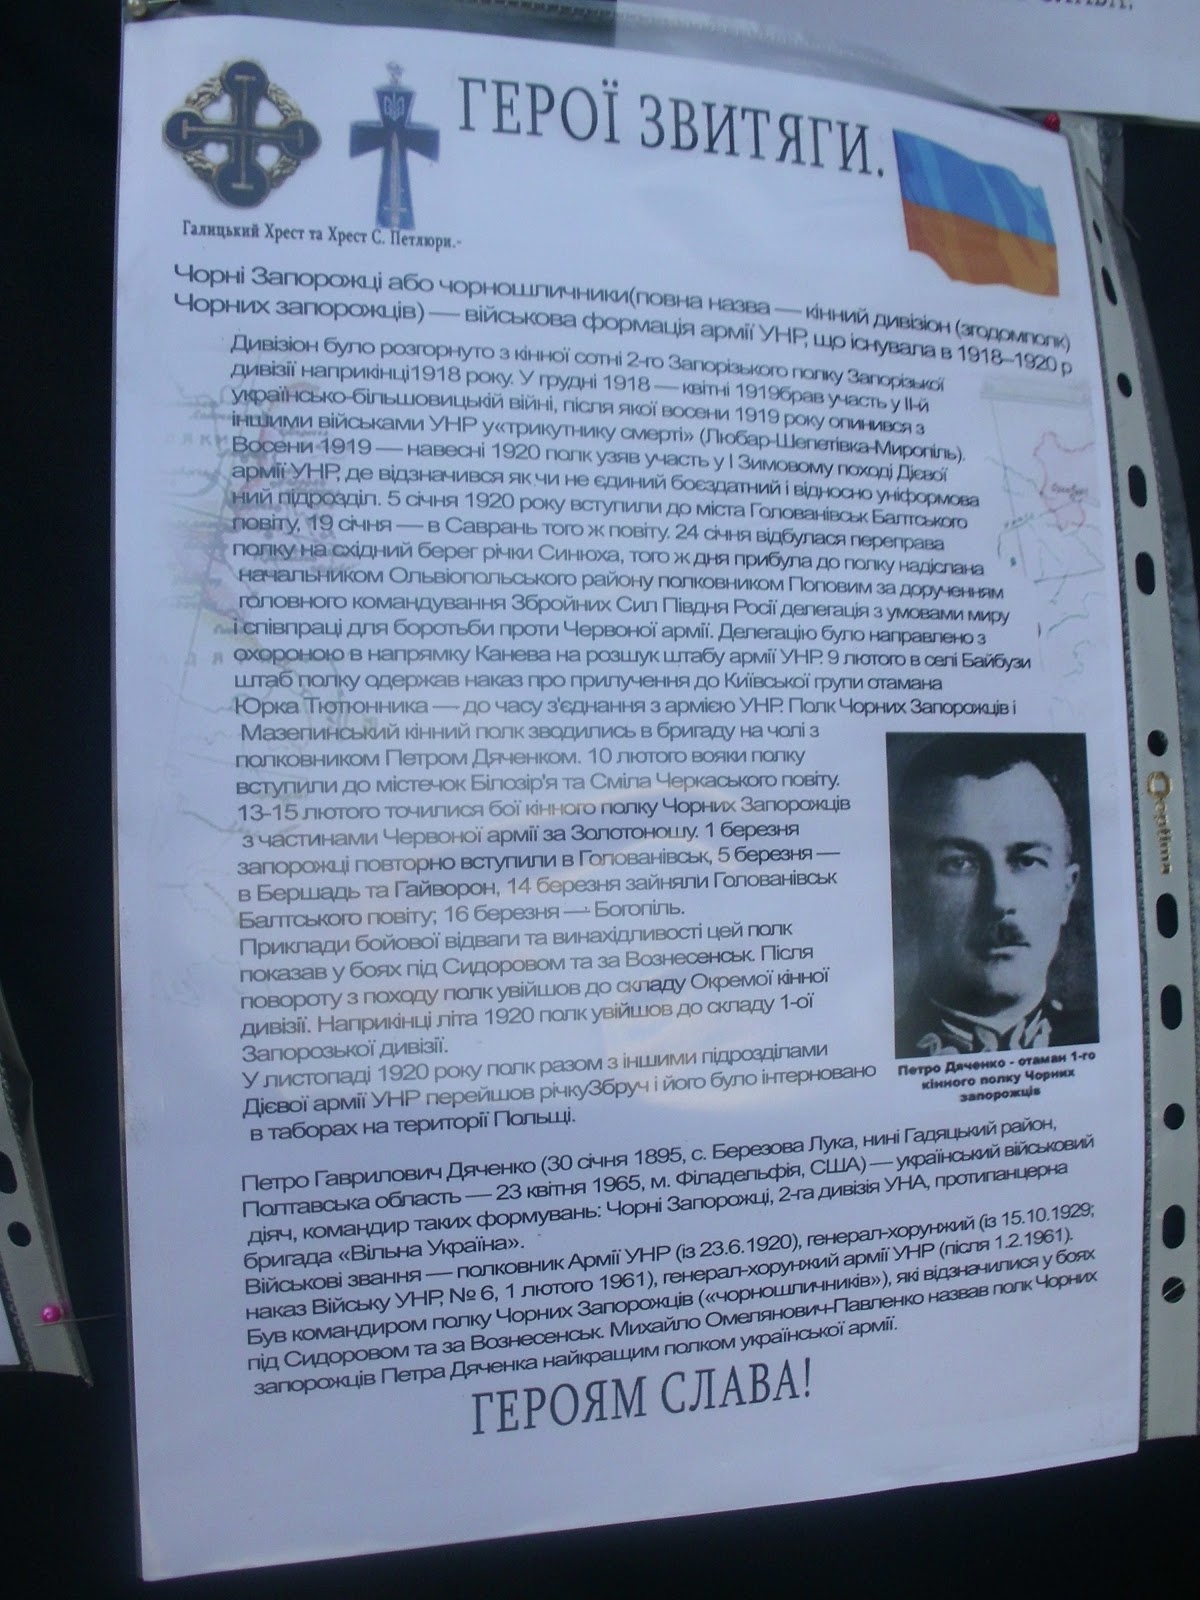 ГЕРОЇ ЗВИТЯГИ.
Галицький Хрест та Хрест С. Петлюри.-
Чорні Запорожці або чорношличники(повна назва — кінний дивізіон (згодомполк)
Чорних запорожців) — військова формація армії УНР, що існувала в 1918–1920 р
Дивізіон було розгорнуто з кінної сотні 2-го Запорізького полку Запорізької
дивізії наприкінці1918 року. У грудні 1918 — квітні 1919брав участь у II-й
українсько-більшовицькій війні, після якої восени 1919 року опинився з
іншими військами УНР у«трикутнику смерті» (Любар-Шепетівка-Миропіль).
Восени 1919 — навесні 1920 полк узяв участь у I Зимовому поході Дієвої
армії УНР, де відзначився як чи не єдиний боєздатний і відносно уніформова
ний підрозділ. 5 січня 1920 року вступили до міста Голованівськ Балтського
повіту, 19 січня — в Саврань того ж повіту. 24 січня відбулася переправа
полку на східний берег річки Синюха, того ж дня прибула до полку надіслана
начальником Ольвіопольського району полковником Поповим за дорученням
головного командування Збройних Сил Півдня Росії делегація з умовами миру
і співпраці для боротьби проти Червоної армії. Делегацію було направлено з
охороною в напрямку Канева на розшук штабу армії УНР. 9 лютого в селі Байбузи
штаб полку одержав наказ про прилучення до Київської групи отамана
Юрка Тютюнника — до часу з'єднання з армією УНР. Полк Чорних Запорожців і
Мазепинський кінний полк зводились в бригаду на чолі з
полковником Петром Дяченком. 10 лютого вояки полку
вступили до містечок Білозір'я та Сміла Черкаського повіту.
13-15 лютого точилися бої кінного полку Чорних Запорожців
з частинами Червоної армії за Золотоношу. 1 березня
запорожці повторно вступили в Голованівськ, 5 березня —
в Бершадь та Гайворон, 14 березня зайняли Голованівськ
Балтського повіту; 16 березня — Богопіль.
Приклади бойової відваги та винахідливості цей полк
показав у боях під Сидоровом та за Вознесенськ. Після
повороту з походу полк увійшов до складу Окремої кінної
дивізії. Наприкінці літа 1920 полк увійшов до складу 1-ої
Запорозької дивізії.
У листопаді 1920 року полк разом з іншими підрозділами
Дієвої армії УНР перейшов річкуЗбруч і його було інтерновано
в таборах на території Польщі.
Петро Дяченко - отаман 1-го
кінного полку Чорних
запорожців
Петро Гаврилович Дяченко (30 січня 1895, с. Березова Лука, нині Гадяцький район,
Полтавська область — 23 квітня 1965, м. Філадельфія, США) — український військовий
діяч, командир таких формувань: Чорні Запорожці, 2-га дивізія УНА, протипанцерна
бригада «Вільна Україна».
Військові звання — полковник Армії УНР (із 23.6.1920), генерал-хорунжий (із 15.10.1929;
наказ Війську УНР, № 6, 1 лютого 1961), генерал-хорунжий армії УНР (після 1.2.1961).
Був командиром полку Чорних Запорожців («чорношличників»), які відзначилися у боях
під Сидоровом та за Вознесенськ. Михайло Омелянович-Павленко назвав полк Чорних
запорожців Петра Дяченка найкращим полком української армії.
ГЕРОЯМ СЛАВА!